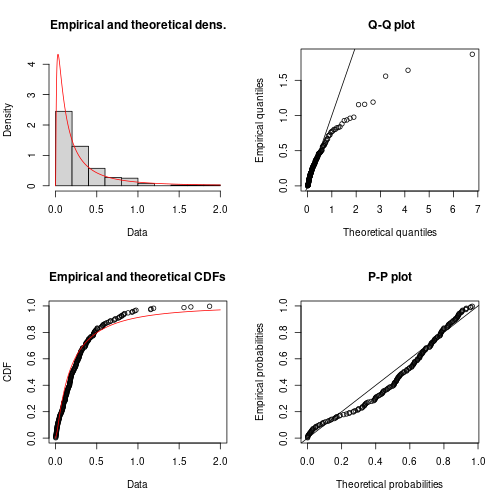 Empirical and theoretical dens.
Density
0 1 2 3 4
0.0 0.5 1.0 1.5 2.0
Data
Q-Q plot
Empirical quantiles
0.0 0.5 1.0 1.5
0 1 2 3 4 5 6 7
Theoretical quantiles
Empirical and theoretical CDFs
CDF
0.0 0.2 0.4 0.6 0.8 1.0
0.0 0.5 1.0 1.5 2.0
Data
P-P plot
Empirical probabilities
0.0 0.2 0.4 0.6 0.8 1.0
0.0 0.2 0.4 0.6 0.8 1.0
Theoretical probabilities